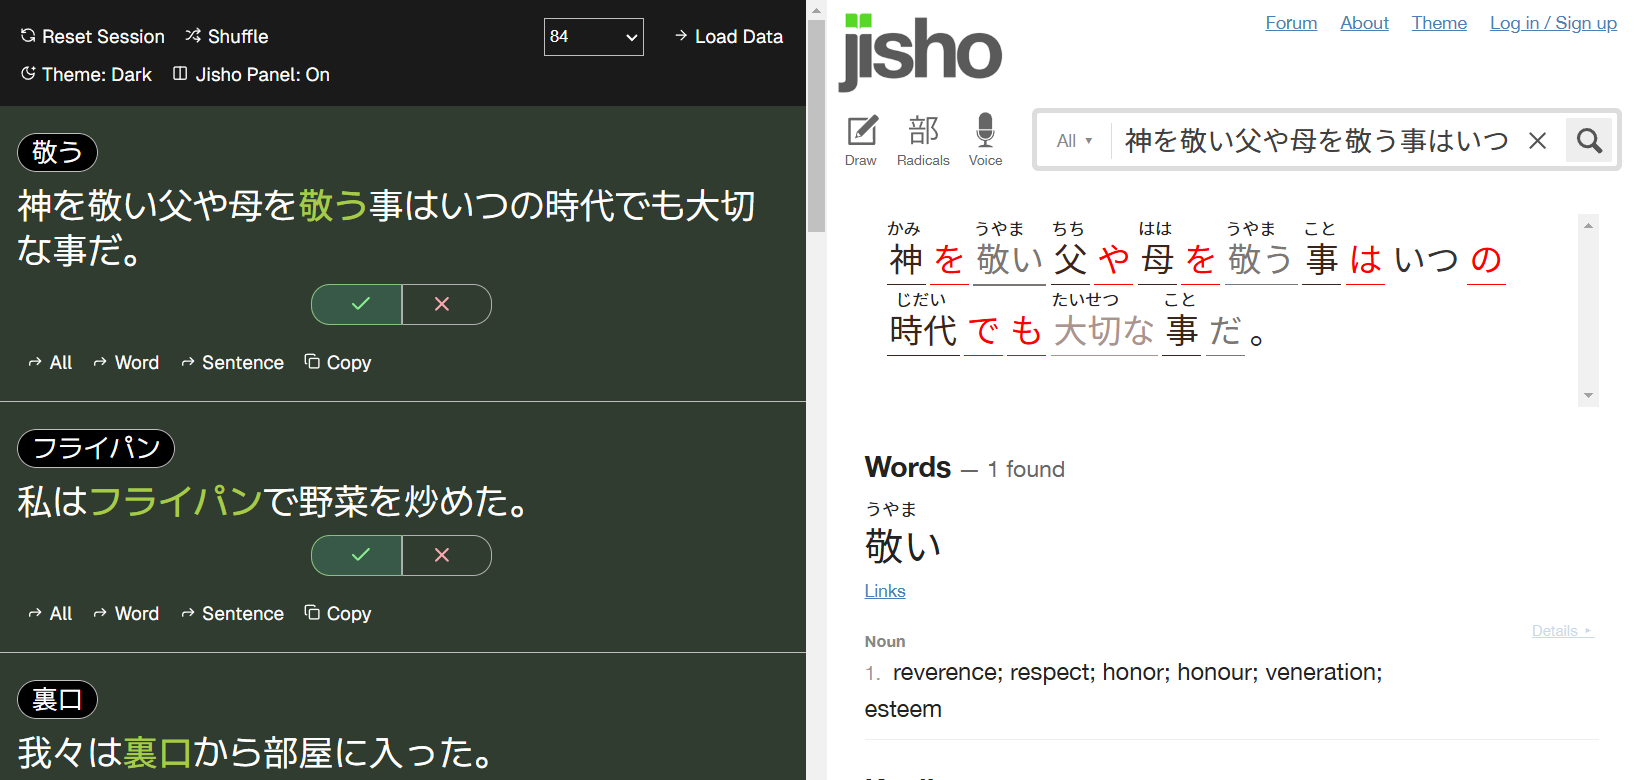 Reset Session
Shuffle
84
Load Data
Theme: Dark
Jisho Panel: On
敬う
神を敬い父や母を敬う事はいつの時代でも大切
な事だ。
All
Word
Sentence
Copy
フライパン
私はフライパンで野菜を炒めた。
All
Word
Sentence
Copy
裏口
我々は裏口から部屋に入った。
Forum
About
Theme
Log in / Sign up
jisho
Draw
部
Radicals
Voice
All
神を敬い父や母を敬う事はいつ
かみ うやま ちち はは うやま こと
神 を 敬い 父 や 母 を 敬う 事 は いつ の
じだい たいせつ こと
時代 で も 大切な 事 だ 。
Words — 1 found
うやま
敬い
Links
Details
Noun
1. reverence; respect; honor; honour; veneration;
esteem